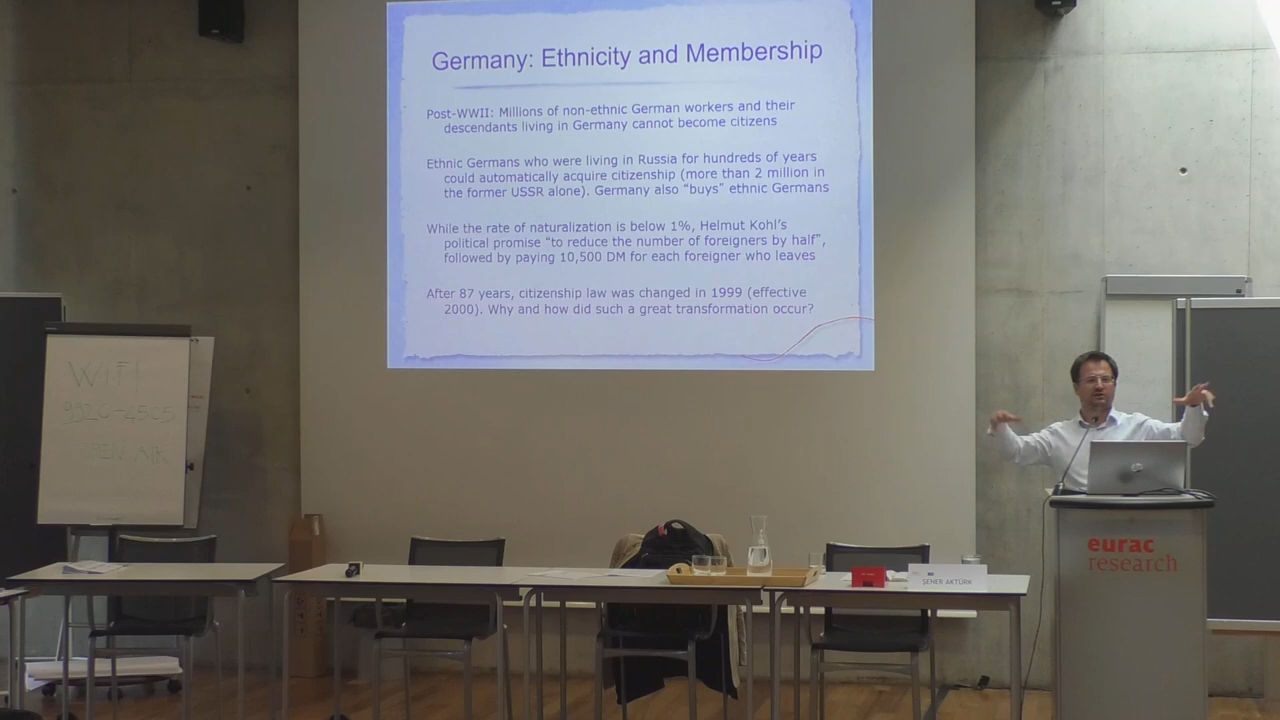 Germany: Ethnicity and Membership
Post-WWII: Millions of non-ethnic German workers and their
descendants living in Germany cannot become citizens
Ethnic Germans who were living in Russia for hundreds of years
could automatically acquire citizenship (more than 2 million in
the former USSR alone). Germany also “buys” ethnic Germans
While the rate of naturalization is below 1%, Helmut Kohl’s
political promise “to reduce the number of foreigners by half”,
followed by paying 10,500 DM for each foreigner who leaves
After 87 years, citizenship law was changed in 1999 (effective
2000). Why and how did such a great transformation occur?
WIFI
eurac
research
ŞENER AKTÜRK